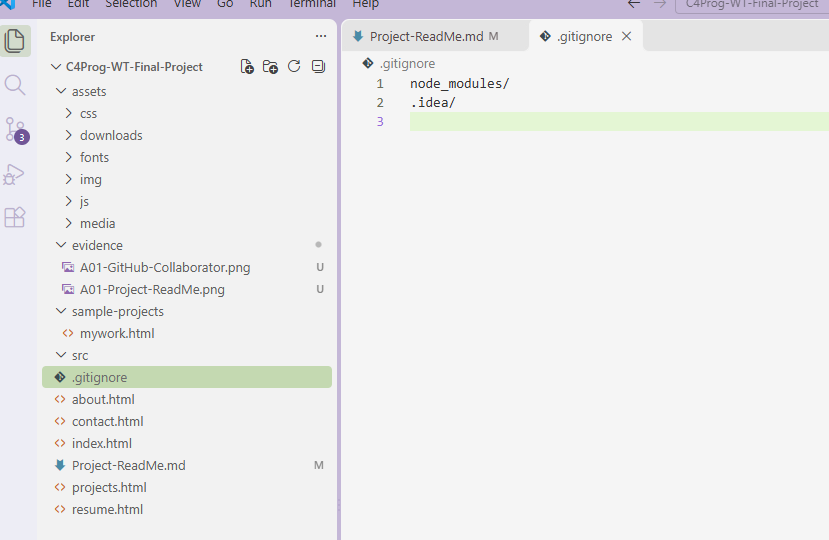 File Edit Selection View Go Run Terminal Help
C4Prog-WT-Final-Project
Explorer
C4Prog-WT-Final-Project
assets
css
downloads
fonts
img
js
media
evidence
A01-GitHub-Collaborator.png U
A01-Project-ReadMe.png U
sample-projects
mywork.html
src
.gitignore
about.html
contact.html
index.html
Project-ReadMe.md M
projects.html
resume.html
3
Project-ReadMe.md M
.gitignore
.gitignore
1 node_modules/
2 .idea/
3